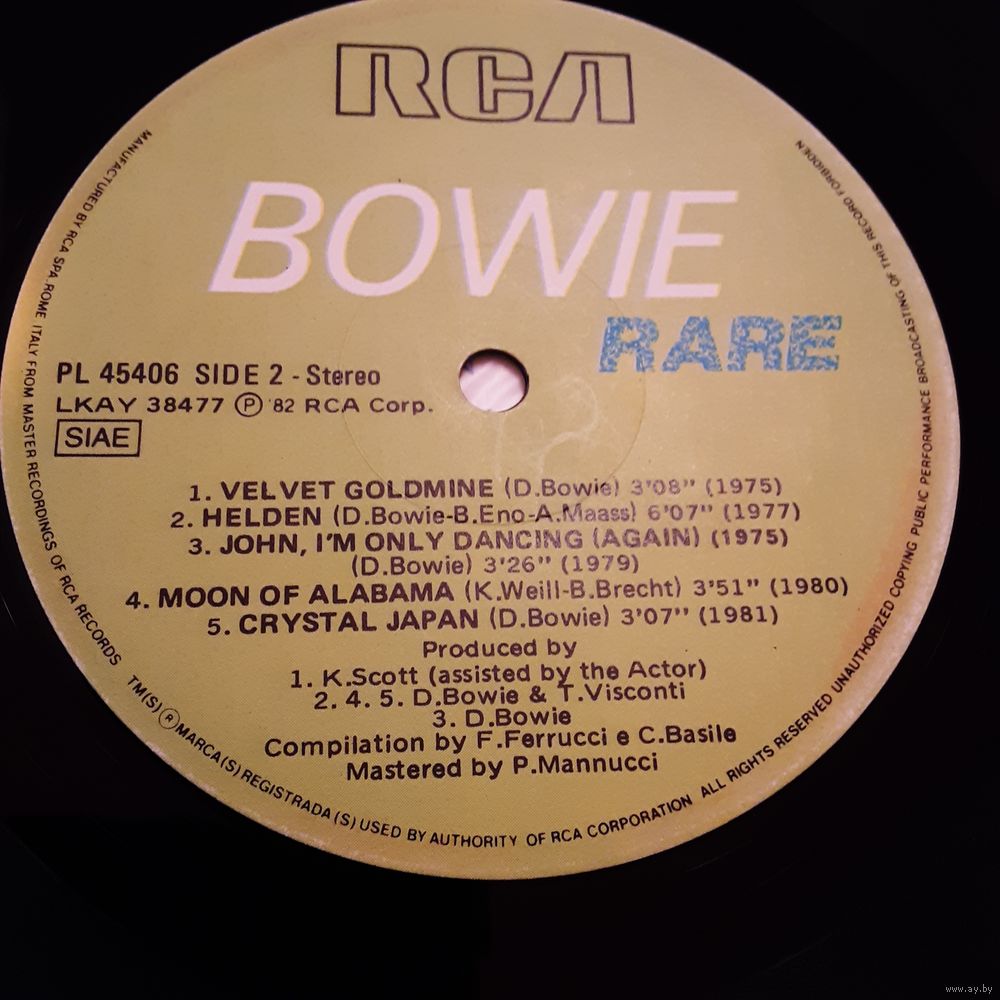 RCA
BOWIE
RARE
PL 45406 SIDE 2 - Stereo
LKAY 38477 Ⓟ '82 RCA Corp.
SIAE
1. VELVET GOLDMINE (D.Bowie) 3'08" (1975)
2. HELDEN (D.Bowie-B.Eno-A.Maass) 6'07" (1977)
3. JOHN, I'M ONLY DANCING (AGAIN) (1975)
(D.Bowie) 3'26" (1979)
4. MOON OF ALABAMA (K.Weill-B.Brecht) 3'51" (1980)
5. CRYSTAL JAPAN (D.Bowie) 3'07" (1981)
Produced by
1. K.Scott (assisted by the Actor)
2. 4. 5. D.Bowie & T.Visconti
3. D.Bowie
Compilation by F.Ferrucci e C.Basile
Mastered by P.Mannucci
MANUFACTURED BY RCA SPA, ROME ITALY FROM MASTER RECORDINGS OF RCA RECORDS
TM(S) ® MARCA(S) REGISTRADA(S) USED BY AUTHORITY OF RCA CORPORATION
ALL RIGHTS RESERVED UNAUTHORIZED COPYING PUBLIC PERFORMANCE BROADCASTING OF THIS RECORD FORBIDDEN
www.ay.by